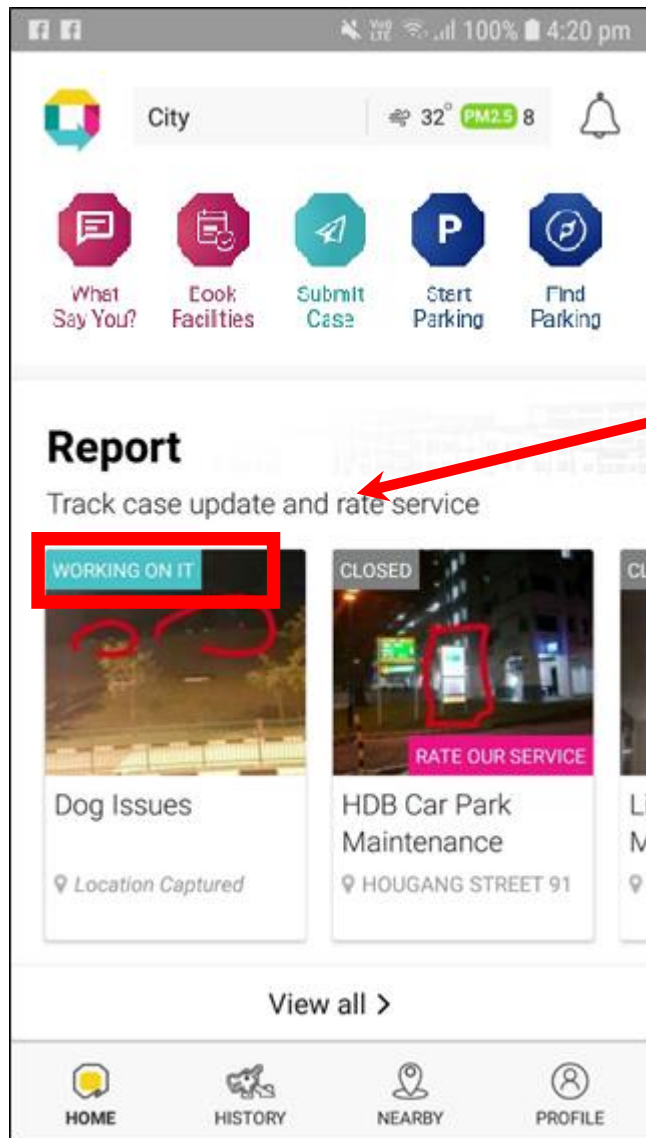 100% 4:20 pm
City 32° PM2.5 8
What Say You?
Book Facilities
Submit Case
Start Parking
Find Parking
Report
Track case update and rate service
WORKING ON IT
CLOSED
RATE OUR SERVICE
Dog Issues
Location Captured
HDB Car Park
Maintenance
HOUGANG STREET 91
View all >
HOME HISTORY NEARBY PROFILE